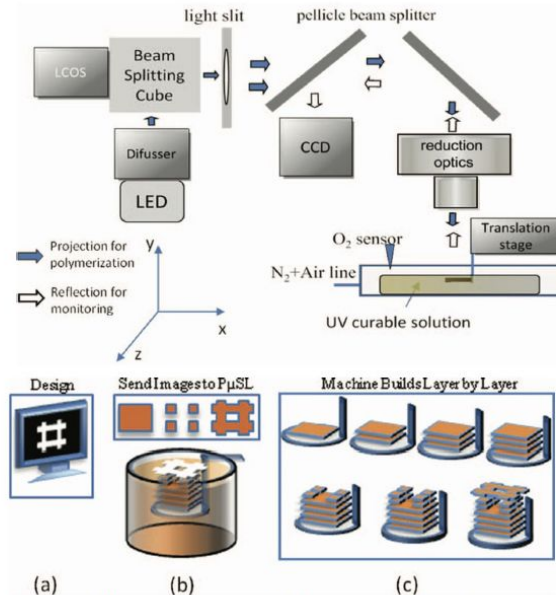 light slit
pellicle beam splitter
LCOS
Beam
Splitting
Cube
Difusser
LED
CCD
reduction
optics
Translation
stage
O₂ sensor
N₂+Air line
UV curable solution
Projection for
polymerization
Reflection for
monitoring
y
x
z
Design
Send Images to PμSL
Machine Builds Layer by Layer
(a)
(b)
(c)